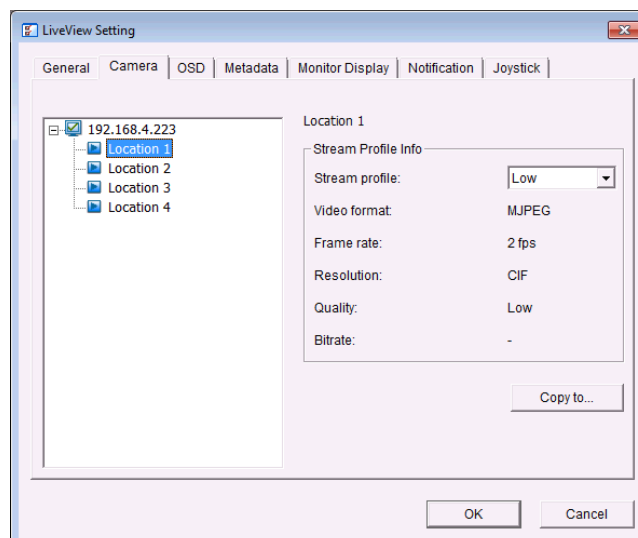 LiveView Setting
General Camera OSD Metadata Monitor Display Notification Joystick
192.168.4.223
Location 1
Location 2
Location 3
Location 4
Location 1
Stream Profile Info
Stream profile: Low
Video format: MJPEG
Frame rate: 2 fps
Resolution: CIF
Quality: Low
Bitrate: -
Copy to...
OK Cancel